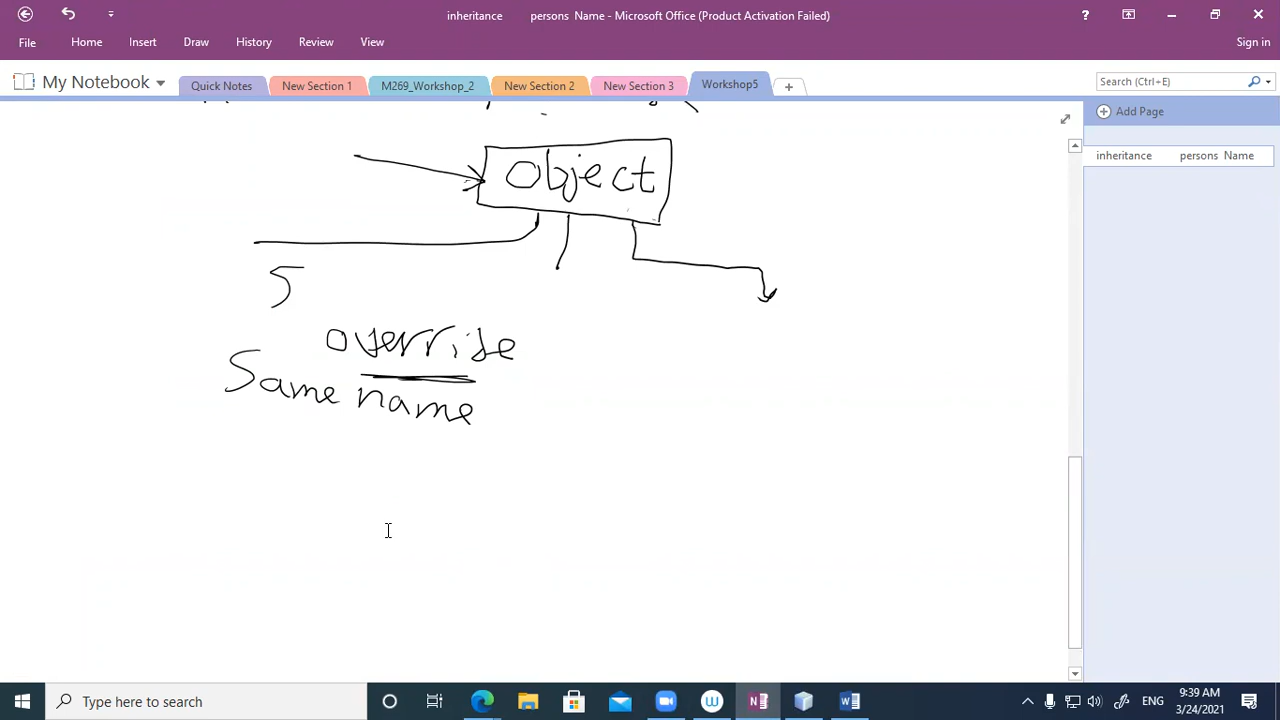 inheritance persons Name - Microsoft Office (Product Activation Failed)
File Home Insert Draw History Review View Sign in
My Notebook Quick Notes New Section 1 M269_Workshop_2 New Section 2 New Section 3 Workshop5 Search (Ctrl+E)
Add Page
inheritance persons Name
Object
5
override
Same name
Type here to search
ENG
9:39 AM
3/24/2021